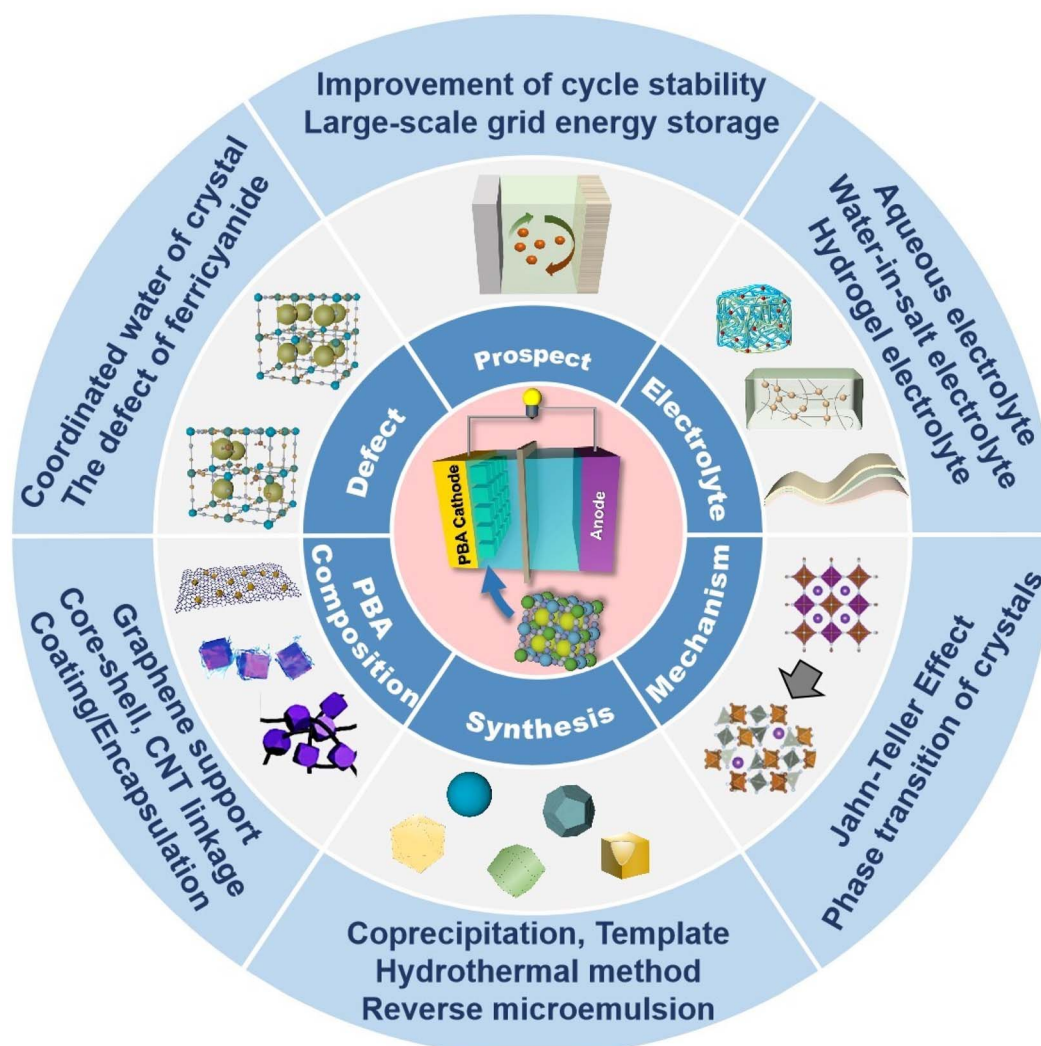 Improvement of cycle stability
Large-scale grid energy storage
Aqueous electrolyte
Water-in-salt electrolyte
Hydrogel electrolyte
Jahn-Teller Effect
Phase transition of crystals
Coprecipitation, Template
Hydrothermal method
Reverse microemulsion
Graphene support
Core-shell, CNT linkage
Coating/Encapsulation
Coordinated water of crystal
The defect of ferricyanide
Prospect
Electrolyte
Mechanism
Synthesis
PBA
Composition
Defect
PBA Cathode
Anode